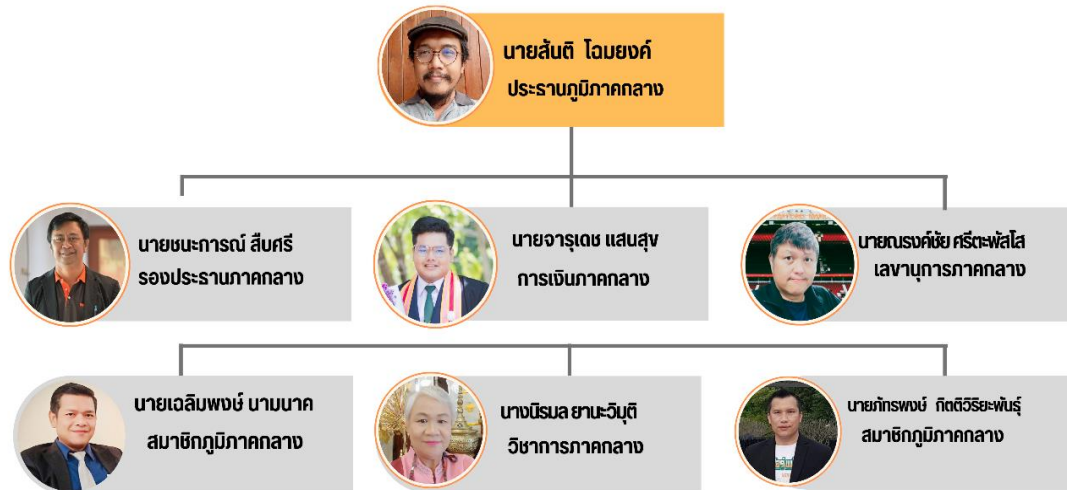 นายสันติ โฉมยงค์
ประธานภูมิภาคกลาง
นายชนะการณ์ สืบศรี
รองประธานภาคกลาง
นายจารุเดช แสนสุข
การเงินภาคกลาง
นายณรงค์ชัย ศรีตะพัสโส
เลขานุการภาคกลาง
นายเฉลิมพงษ์ นามนาค
สมาชิกภูมิภาคกลาง
นางนิรมล ยานะวิมุติ
วิชาการภาคกลาง
นายภัทรพงษ์ กิตติวิริยะพันธุ์
สมาชิกภูมิภาคกลาง